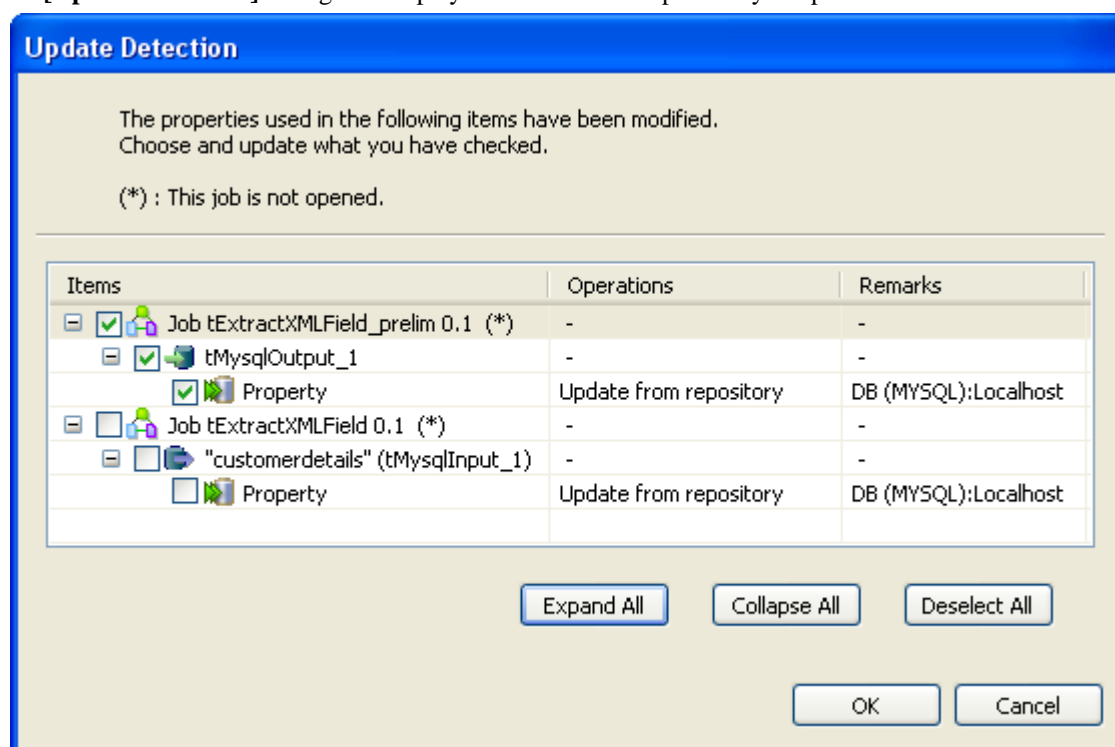 Update Detection
The properties used in the following items have been modified.
Choose and update what you have checked.
(*) : This job is not opened.
Items Operations Remarks
Job tExtractXMLField_prelim 0.1 (*) - -
tMysqlOutput_1 - -
Property Update from repository DB (MYSQL):Localhost
Job tExtractXMLField 0.1 (*) - -
"customerdetails" (tMysqlInput_1) - -
Property Update from repository DB (MYSQL):Localhost
Expand All Collapse All Deselect All
OK Cancel